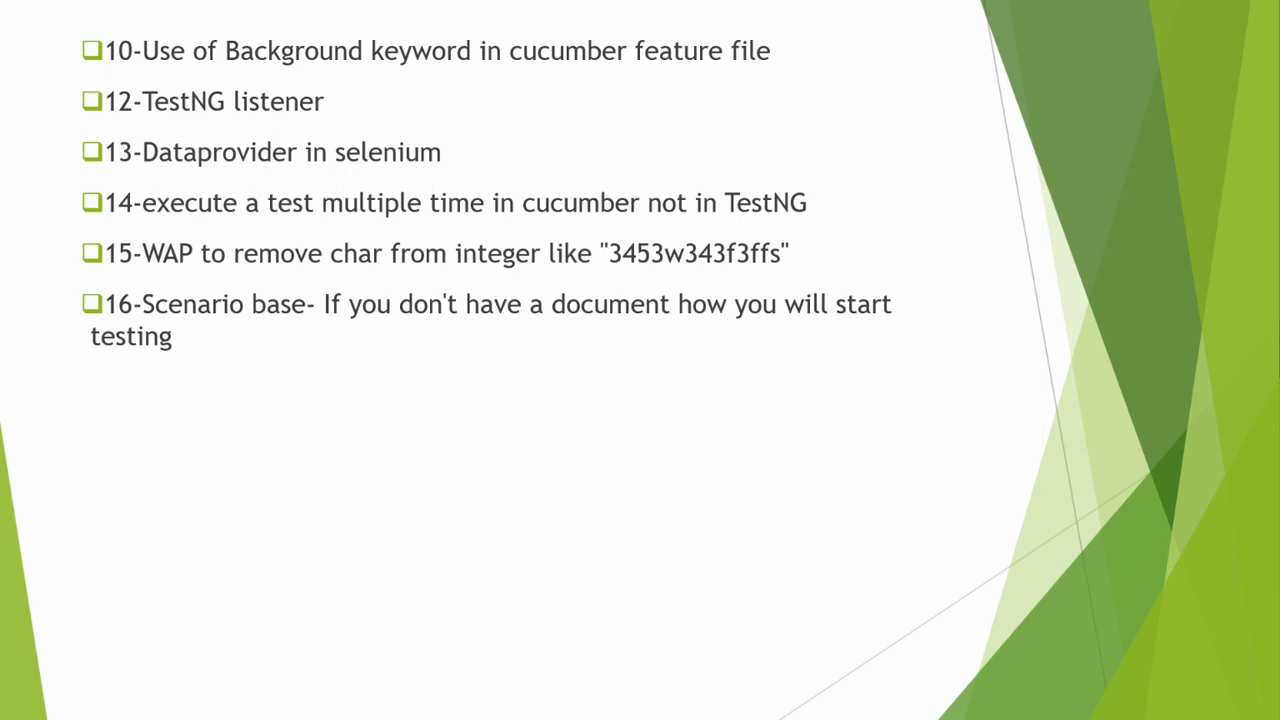 ❑10-Use of Background keyword in cucumber feature file
❑12-TestNG listener
❑13-Dataprovider in selenium
❑14-execute a test multiple time in cucumber not in TestNG
❑15-WAP to remove char from integer like "3453w343f3ffs"
❑16-Scenario base- If you don't have a document how you will start
testing